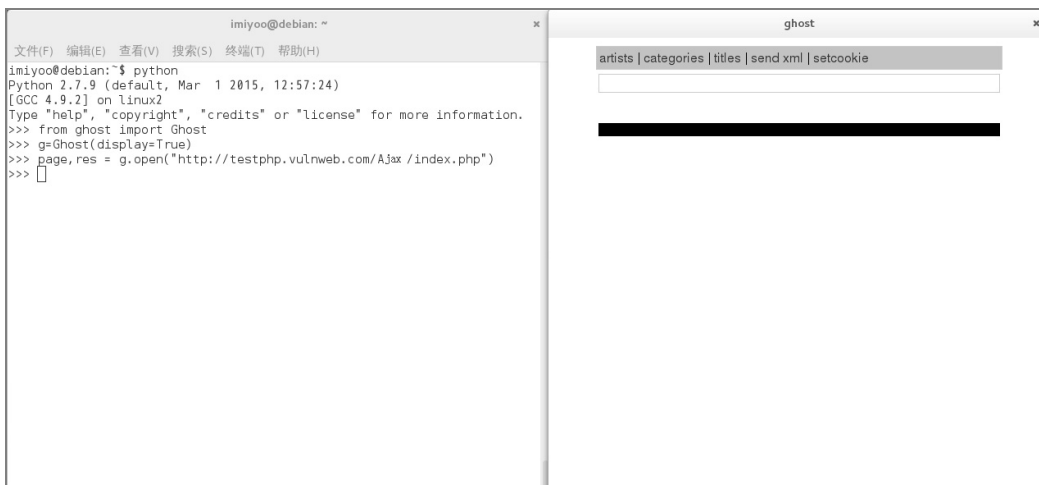 imiyoo@debian: ~ ×
文件(F) 编辑(E) 查看(V) 搜索(S) 终端(T) 帮助(H)
imiyoo@debian:~$ python
Python 2.7.9 (default, Mar  1 2015, 12:57:24)
[GCC 4.9.2] on linux2
Type "help", "copyright", "credits" or "license" for more information.
>>> from ghost import Ghost
>>> g=Ghost(display=True)
>>> page,res = g.open("http://testphp.vulnweb.com/Ajax /index.php")
>>>
ghost ×
artists | categories | titles | send xml | setcookie